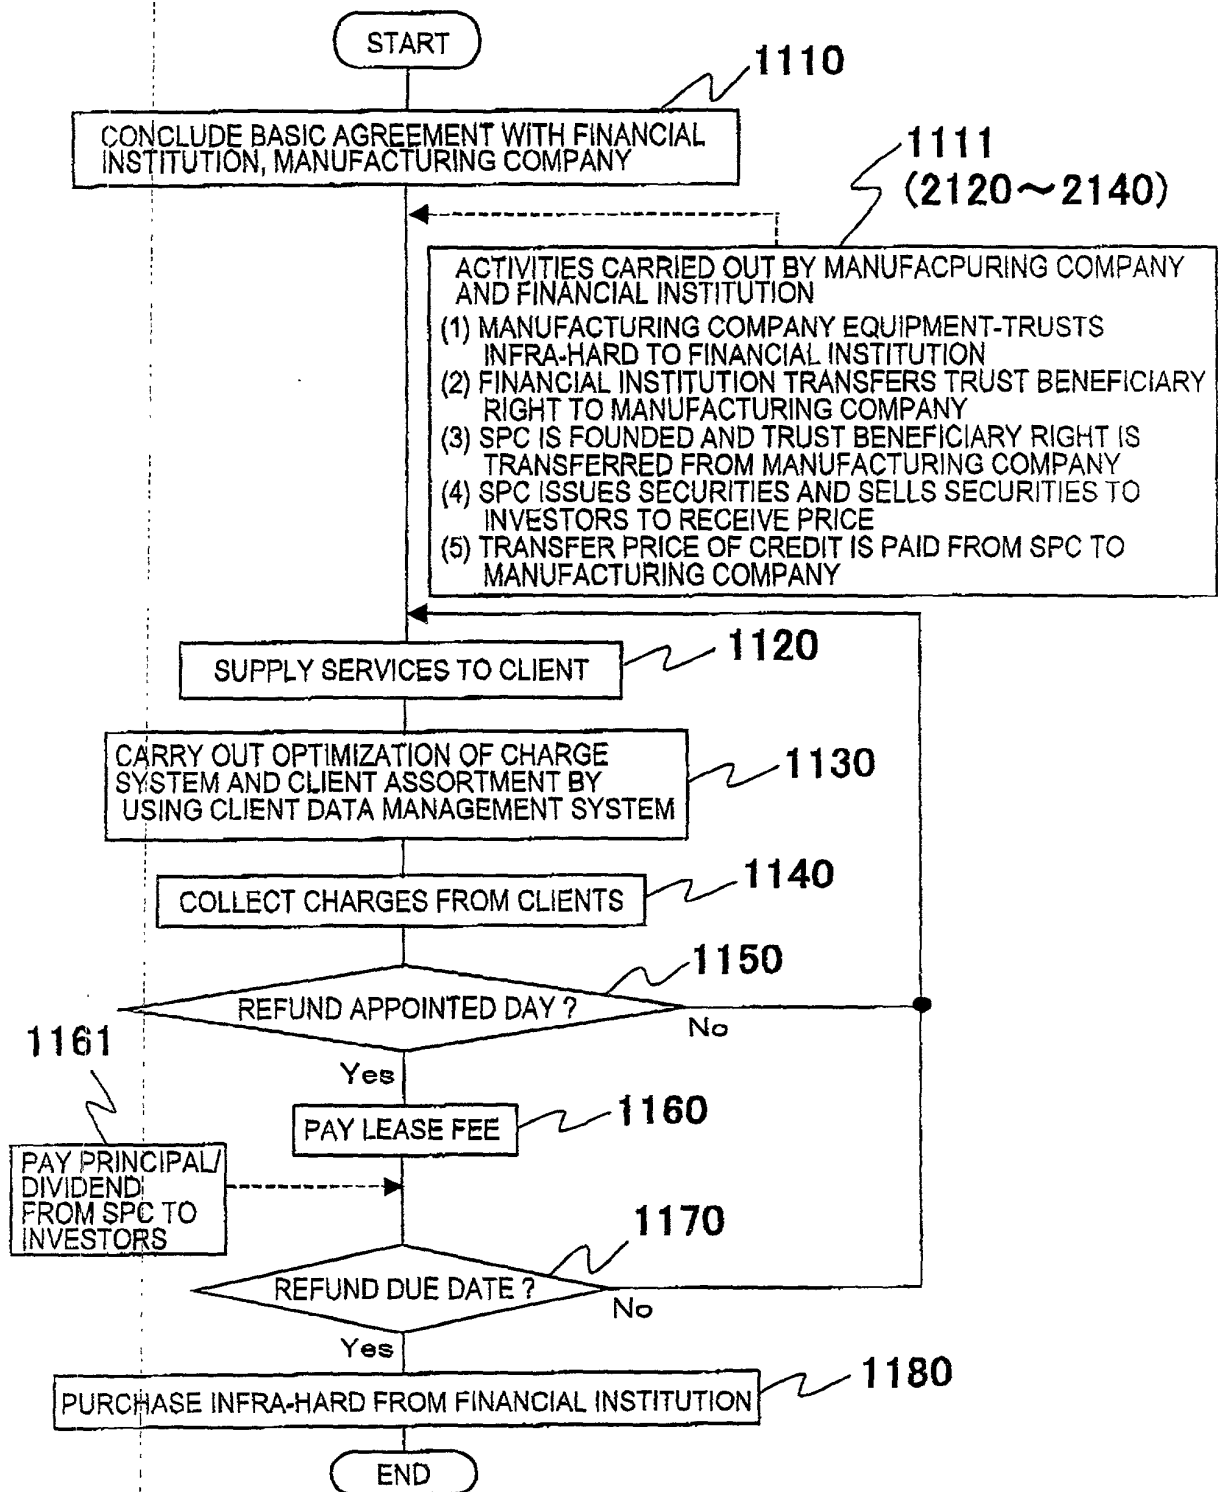 START
1110
CONCLUDE BASIC AGREEMENT WITH FINANCIAL
INSTITUTION, MANUFACTURING COMPANY
1111
(2120～2140)
ACTIVITIES CARRIED OUT BY MANUFACPURING COMPANY
AND FINANCIAL INSTITUTION
(1) MANUFACTURING COMPANY EQUIPMENT-TRUSTS
INFRA-HARD TO FINANCIAL INSTITUTION
(2) FINANCIAL INSTITUTION TRANSFERS TRUST BENEFICIARY
RIGHT TO MANUFACTURING COMPANY
(3) SPC IS FOUNDED AND TRUST BENEFICIARY RIGHT IS
TRANSFERRED FROM MANUFACTURING COMPANY
(4) SPC ISSUES SECURITIES AND SELLS SECURITIES TO
INVESTORS TO RECEIVE PRICE
(5) TRANSFER PRICE OF CREDIT IS PAID FROM SPC TO
MANUFACTURING COMPANY
1120
SUPPLY SERVICES TO CLIENT
CARRY OUT OPTIMIZATION OF CHARGE
SYSTEM AND CLIENT ASSORTMENT BY
USING CLIENT DATA MANAGEMENT SYSTEM
1130
1140
COLLECT CHARGES FROM CLIENTS
1150
REFUND APPOINTED DAY ?
No
Yes
1161
1160
PAY LEASE FEE
PAY PRINCIPAL/
DIVIDEND
FROM SPC TO
INVESTORS
1170
REFUND DUE DATE ?
No
Yes
1180
PURCHASE INFRA-HARD FROM FINANCIAL INSTITUTION
END